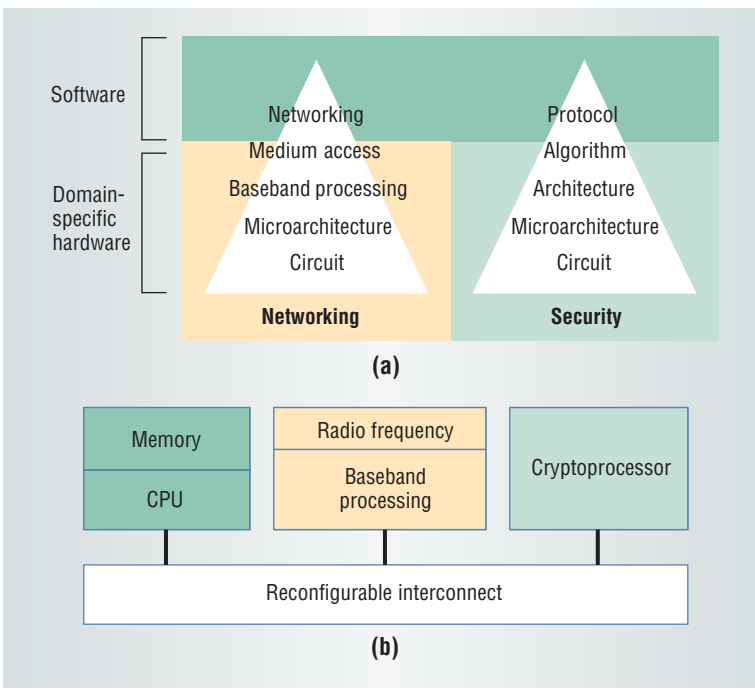 Software
Networking
Protocol
Medium access
Algorithm
Domain-
specific
hardware
Baseband processing
Architecture
Microarchitecture
Microarchitecture
Circuit
Circuit
Networking
Security
(a)
Memory
CPU
Radio frequency
Baseband
processing
Cryptoprocessor
Reconfigurable interconnect
(b)